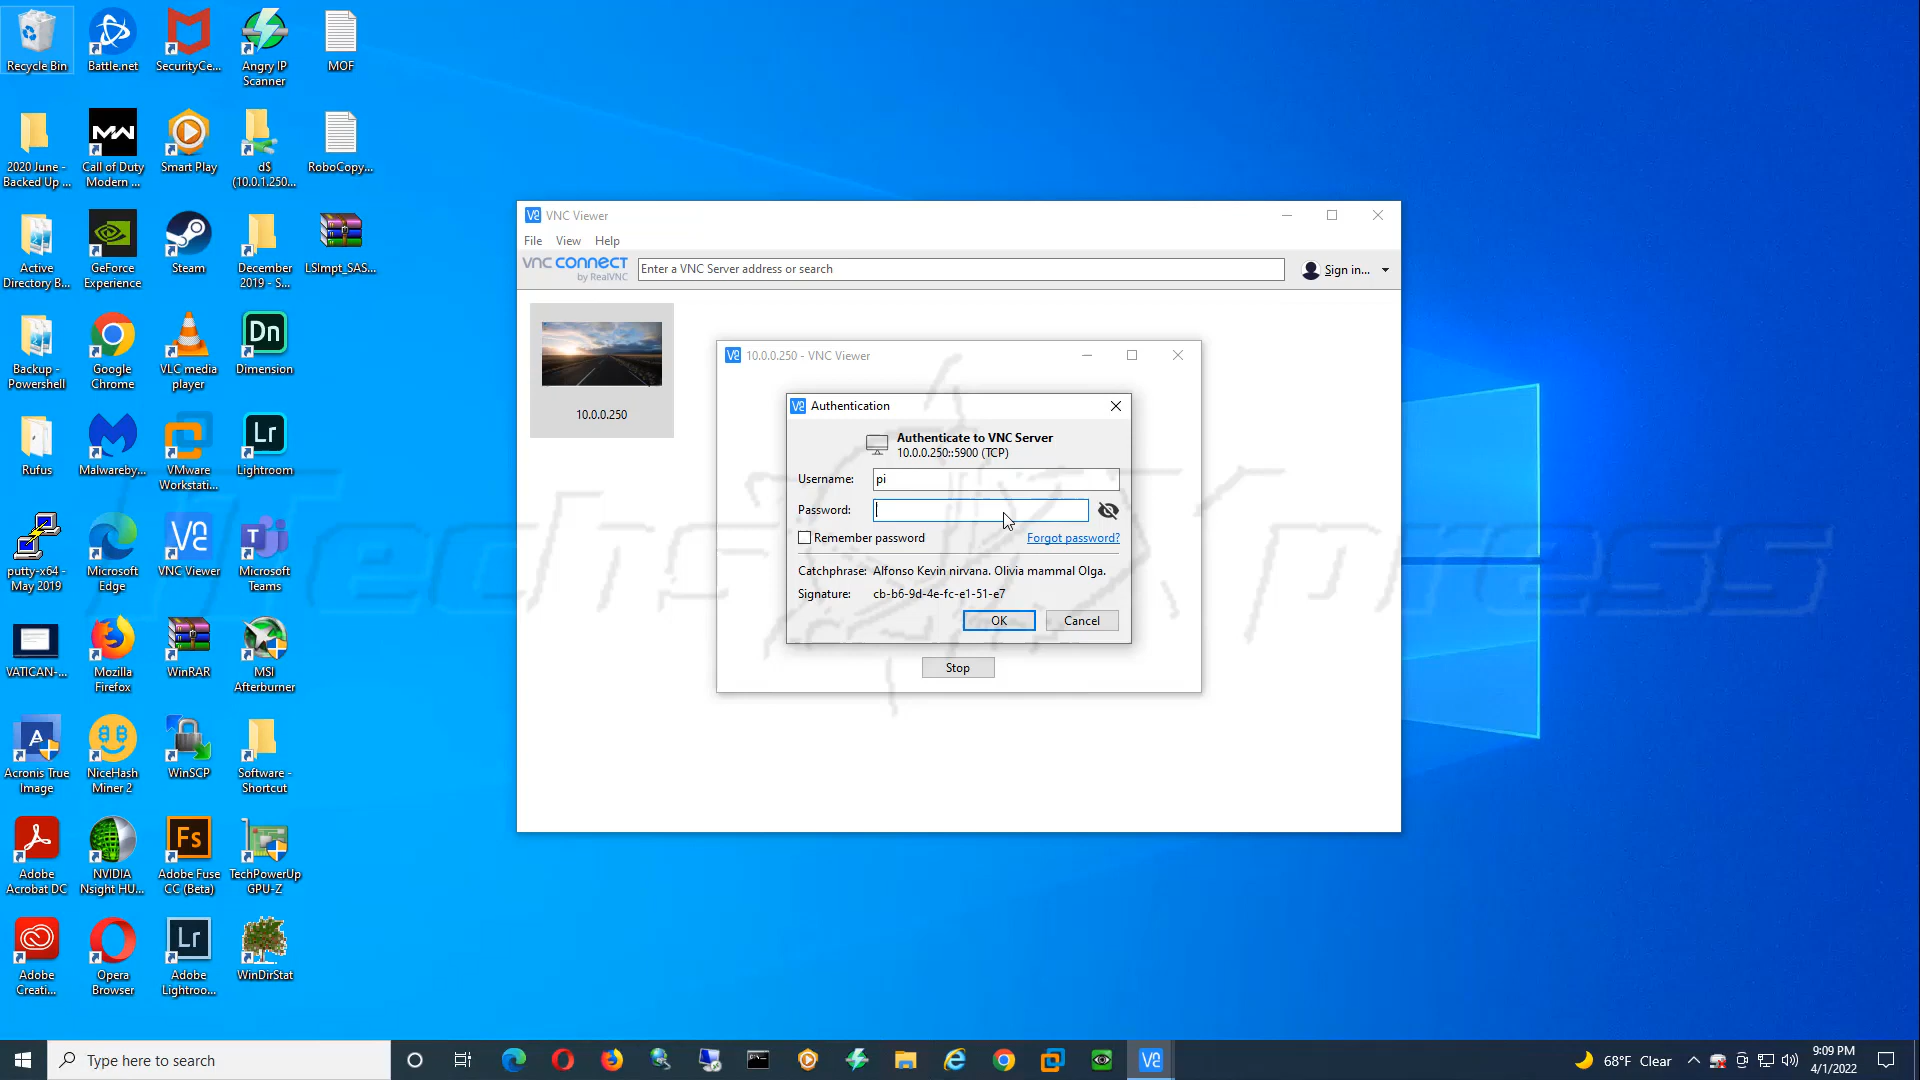 Recycle Bin
Battle.net
SecurityCe...
Angry IP
Scanner
MOF
2020 June -
Backed Up ...
Call of Duty
Modern ...
Smart Play
d$
(10.0.1.250...
RoboCopy...
Active
Directory B...
GeForce
Experience
Steam
December
2019 - S...
LSImpt_SAS...
Backup -
Powershell
Google
Chrome
VLC media
player
Dn
Dimension
Rufus
Malwareby...
VMware
Workstati...
Lr
Lightroom
putty-x64 -
May 2019
Microsoft
Edge
VNC Viewer
Microsoft
Teams
VATICAN-...
Mozilla
Firefox
WinRAR
MSI
Afterburner
Acronis True
Image
NiceHash
Miner 2
WinSCP
Software -
Shortcut
Adobe
Acrobat DC
NVIDIA
Nsight HU...
Fs
Adobe Fuse
CC (Beta)
TechPowerUp
GPU-Z
Adobe
Creati...
Opera
Browser
Lr
Adobe
Lightroo...
WinDirStat
VNC Viewer
File View Help
vnc connect
by RealVNC
Enter a VNC Server address or search
Sign in...
10.0.0.250
10.0.0.250 - VNC Viewer
Authentication
Authenticate to VNC Server
10.0.0.250::5900 (TCP)
Username: pi
Password:
Remember password
Forgot password?
Catchphrase: Alfonso Kevin nirvana. Olivia mammal Olga.
Signature: cb-b6-9d-4e-fc-e1-51-e7
OK
Cancel
Stop
Type here to search
68°F Clear
9:09 PM
4/1/2022